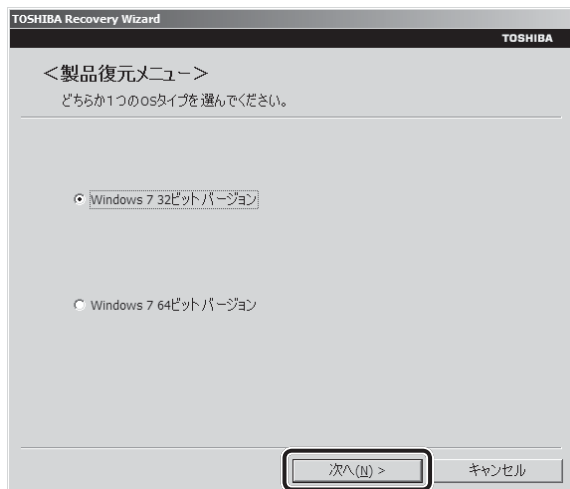 TOSHIBA Recovery Wizard
TOSHIBA
<製品復元メニュー>
どちらか1つのOSタイプを選んでください。
Windows 7 32ビットバージョン
Windows 7 64ビットバージョン
次へ(N) >
キャンセル